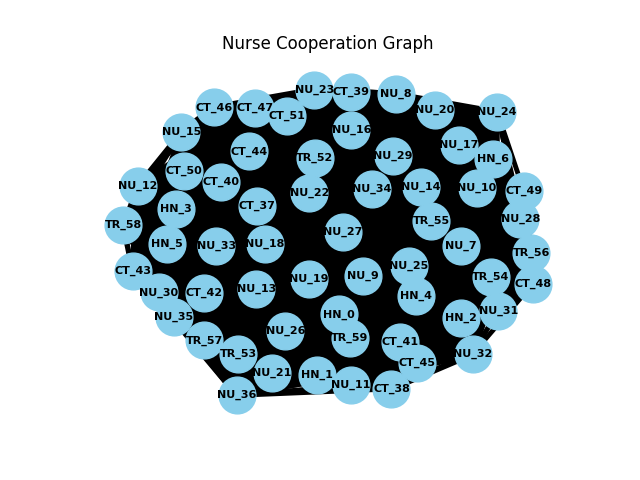 Nurse Cooperation Graph
NU_23
CT_39
NU_8
CT_46
CT_47
NU_20
NU_24
CT_51
NU_15
NU_16
NU_17
CT_44
TR_52
NU_29
HN_6
CT_50
NU_12
CT_40
NU_22
NU_34
NU_14
NU_10
CT_49
HN_3
CT_37
TR_58
TR_55
NU_28
NU_27
HN_5
NU_33
NU_18
NU_7
TR_56
CT_43
NU_25
NU_19
NU_9
TR_54
CT_48
NU_30
CT_42
NU_13
HN_4
NU_35
HN_0
HN_2
NU_31
NU_26
TR_57
TR_59
CT_41
TR_53
NU_32
CT_45
NU_21
HN_1
NU_11
CT_38
NU_36